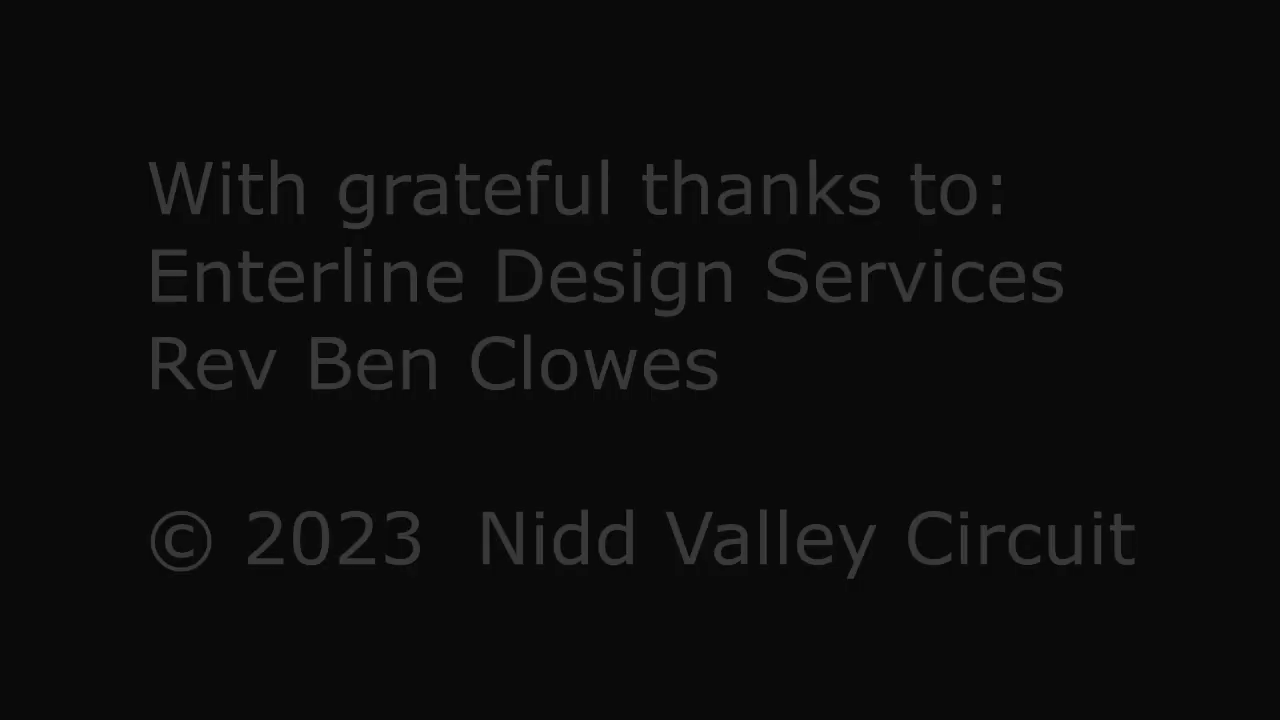 With grateful thanks to:
Enterline Design Services
Rev Ben Clowes
© 2023  Nidd Valley Circuit